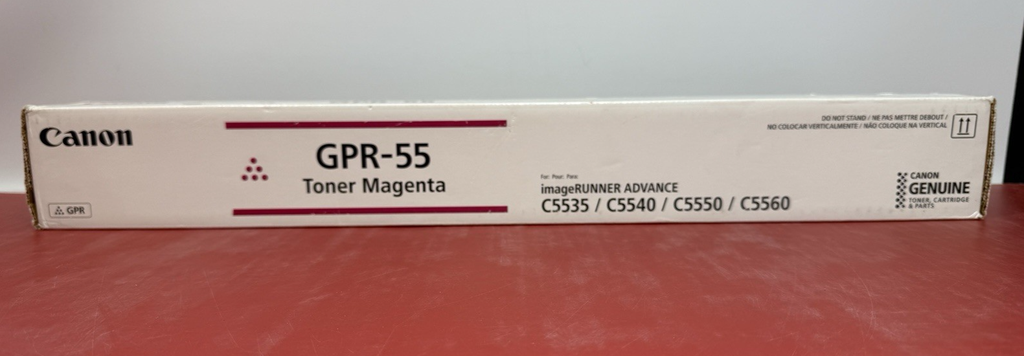 Canon
GPR
GPR-55
Toner Magenta
For Pour Para
imageRUNNER ADVANCE
C5535 / C5540 / C5550 / C5560
DO NOT STAND / NE PAS METTRE DEBOUT /
NO COLOCAR VERTICALMENTE / NÃO COLOQUE NA VERTICAL
CANON
GENUINE
TONER, CARTRIDGE
& PARTS